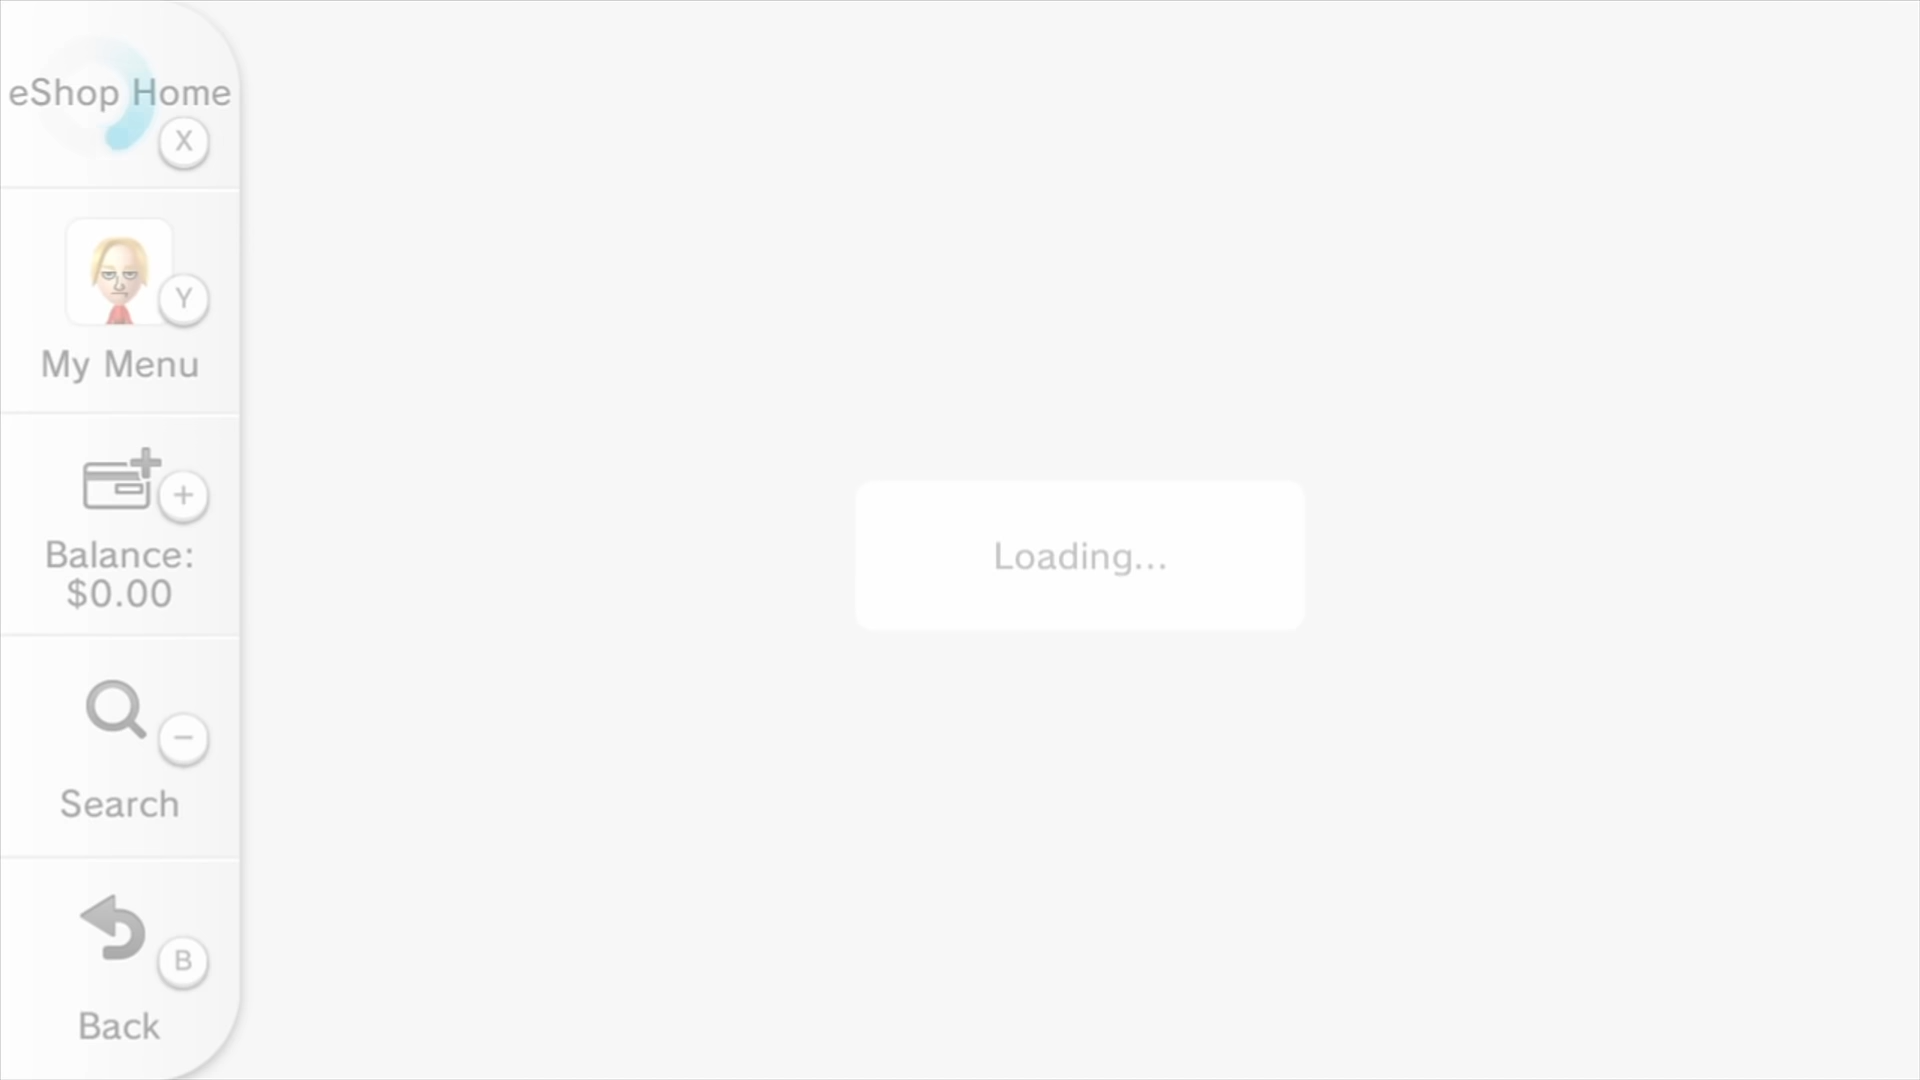 eShop Home
X
Y
My Menu
+
Balance:
$0.00
−
Search
B
Back
Loading...